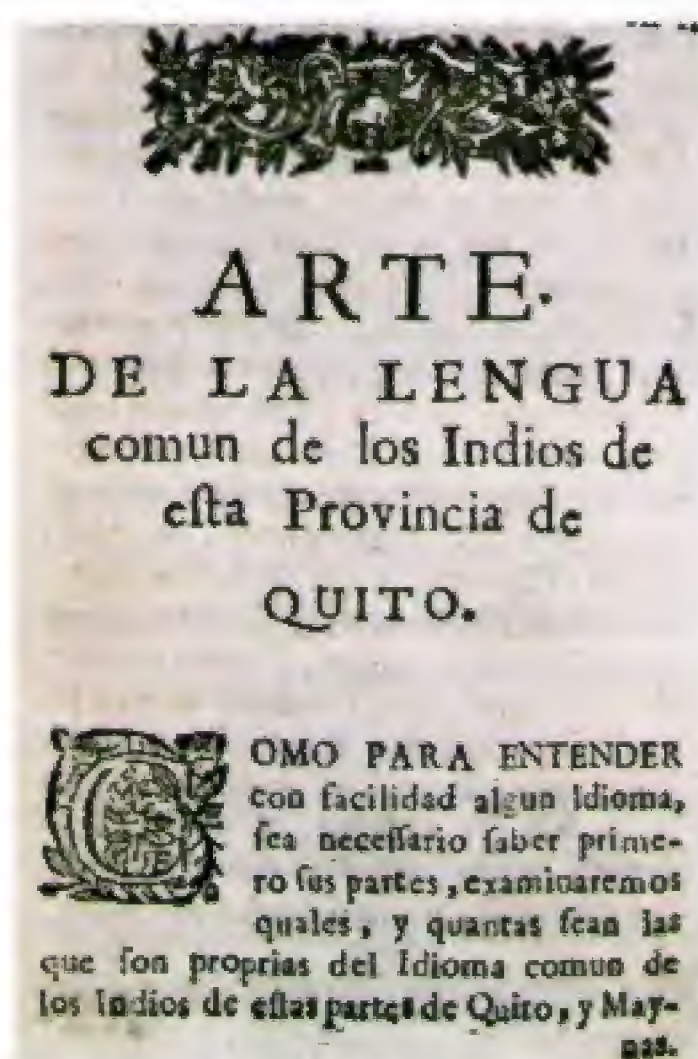 ARTE.
DE LA LENGUA
comun de los Indios de
eſta Provincia de
QUITO.
COMO PARA ENTENDER
con facilidad algun Idioma,
ſea neceſſario ſaber prime-
ro ſus partes, examinaremos
quales, y quantas ſean las
que ſon proprias del Idioma comun de
los Indios de eſtas partes de Quito, y May-
nas.